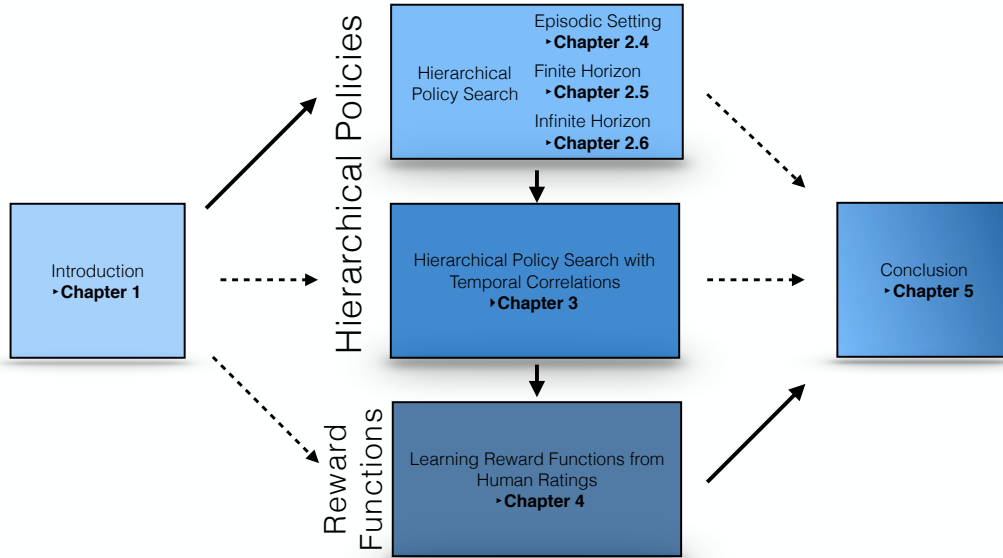 Introduction
‣Chapter 1
Hierarchical Policies
Hierarchical
Policy Search
Episodic Setting
‣Chapter 2.4
Finite Horizon
‣Chapter 2.5
Infinite Horizon
‣Chapter 2.6
Hierarchical Policy Search with
Temporal Correlations
‣Chapter 3
Reward
Functions
Learning Reward Functions from
Human Ratings
‣Chapter 4
Conclusion
‣Chapter 5